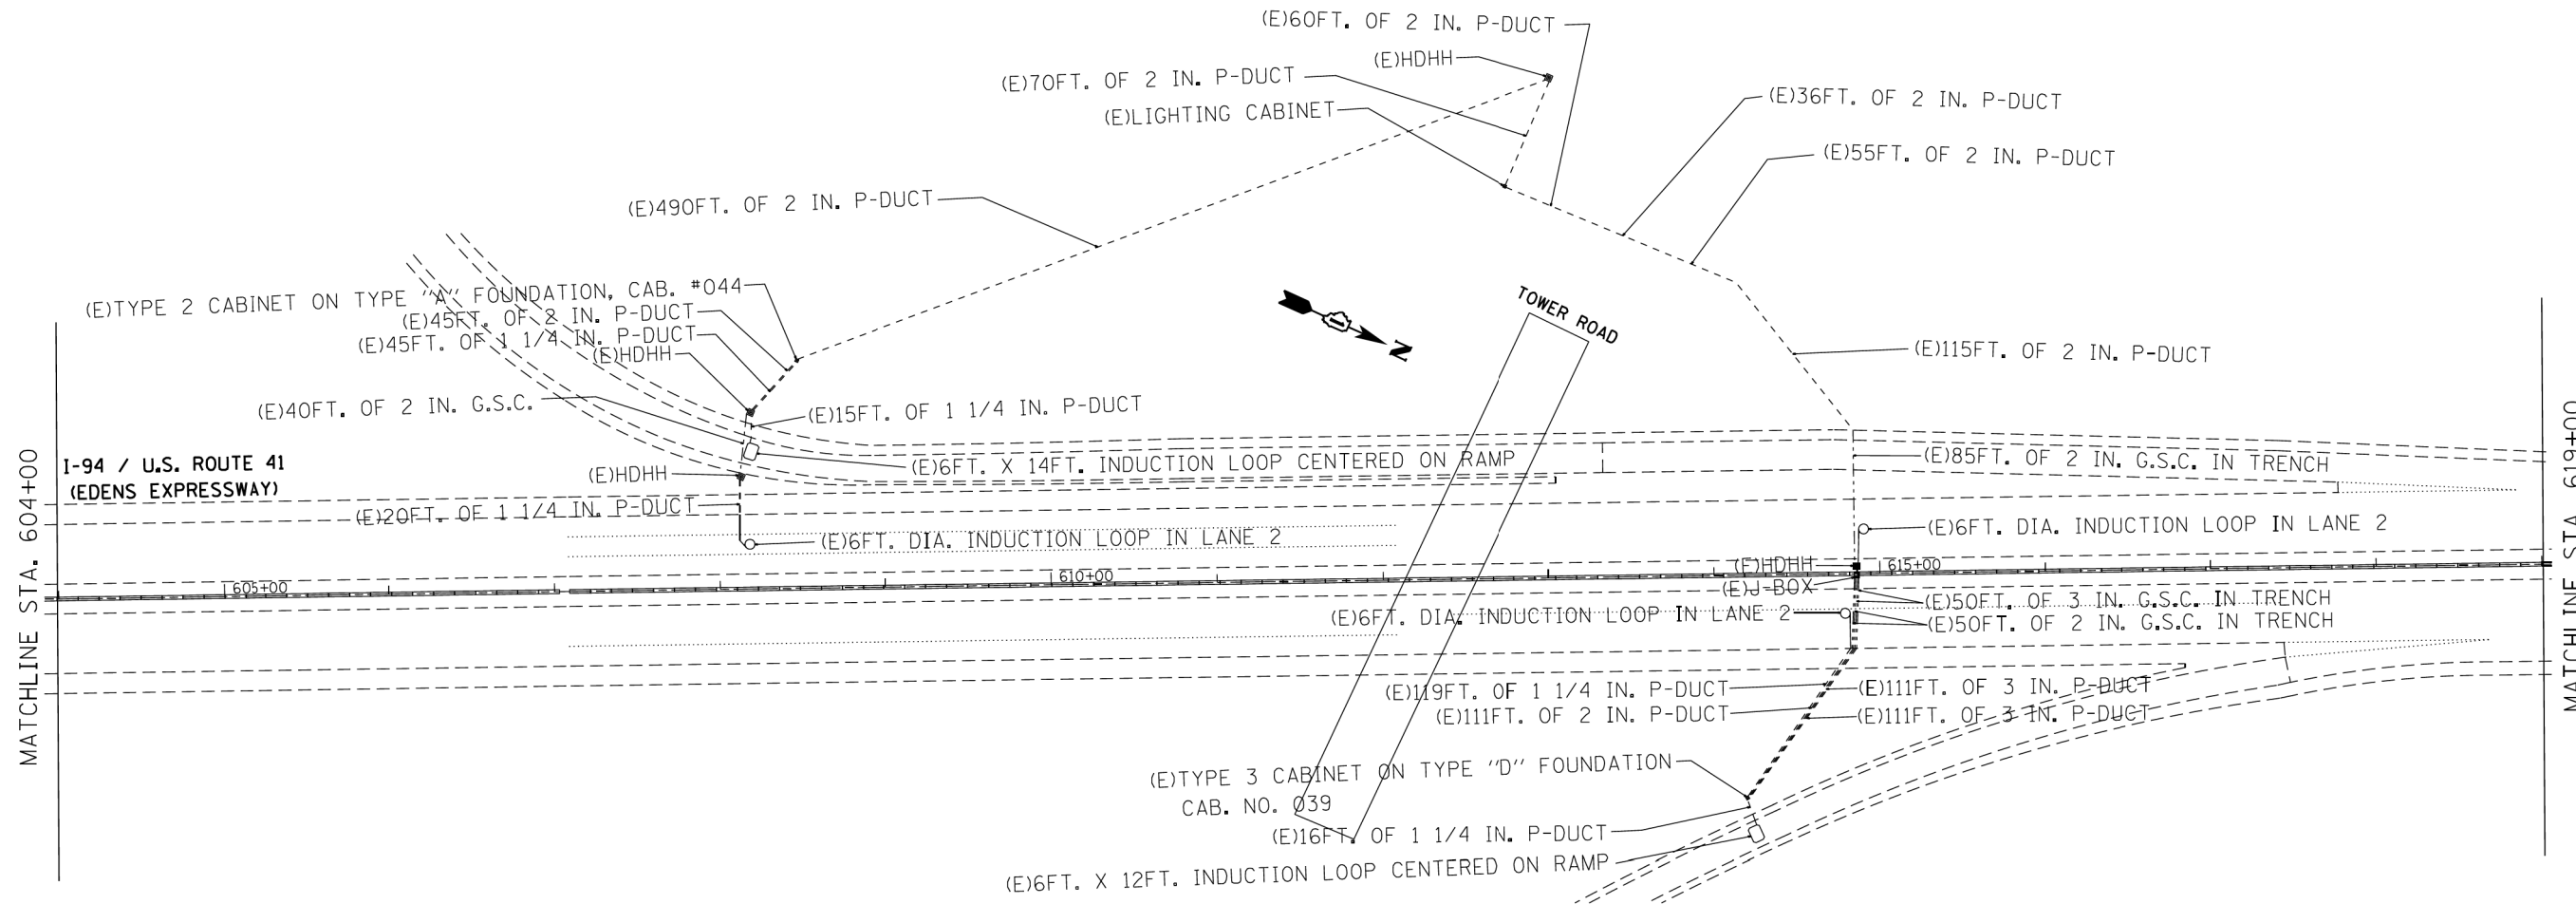 (E)60FT. OF 2 IN. P-DUCT
(E)HDHH
(E)70FT. OF 2 IN. P-DUCT
(E)LIGHTING CABINET
(E)36FT. OF 2 IN. P-DUCT
(E)55FT. OF 2 IN. P-DUCT
(E)490FT. OF 2 IN. P-DUCT
(E)TYPE 2 CABINET ON TYPE "A" FOUNDATION, CAB. #044
(E)45FT. OF 2 IN. P-DUCT
(E)45FT. OF 1 1/4 IN. P-DUCT
(E)HDHH
TOWER ROAD
N
(E)115FT. OF 2 IN. P-DUCT
(E)40FT. OF 2 IN. G.S.C.
(E)15FT. OF 1 1/4 IN. P-DUCT
MATCHLINE STA. 604+00
I-94 / U.S. ROUTE 41
(EDENS EXPRESSWAY)
(E)HDHH
(E)6FT. X 14FT. INDUCTION LOOP CENTERED ON RAMP
(E)85FT. OF 2 IN. G.S.C. IN TRENCH
MATCHLINE STA. 619+00
(E)20FT. OF 1 1/4 IN. P-DUCT
(E)6FT. DIA. INDUCTION LOOP IN LANE 2
(E)6FT. DIA. INDUCTION LOOP IN LANE 2
605+00
610+00
(E)HDHH
615+00
(E)J-BOX
(E)50FT. OF 3 IN. G.S.C. IN TRENCH
(E)6FT. DIA. INDUCTION LOOP IN LANE 2
(E)50FT. OF 2 IN. G.S.C. IN TRENCH
(E)119FT. OF 1 1/4 IN. P-DUCT
(E)111FT. OF 3 IN. P-DUCT
(E)111FT. OF 2 IN. P-DUCT
(E)111FT. OF 3 IN. P-DUCT
(E)TYPE 3 CABINET ON TYPE "D" FOUNDATION
CAB. NO. 039
(E)16FT. OF 1 1/4 IN. P-DUCT
(E)6FT. X 12FT. INDUCTION LOOP CENTERED ON RAMP